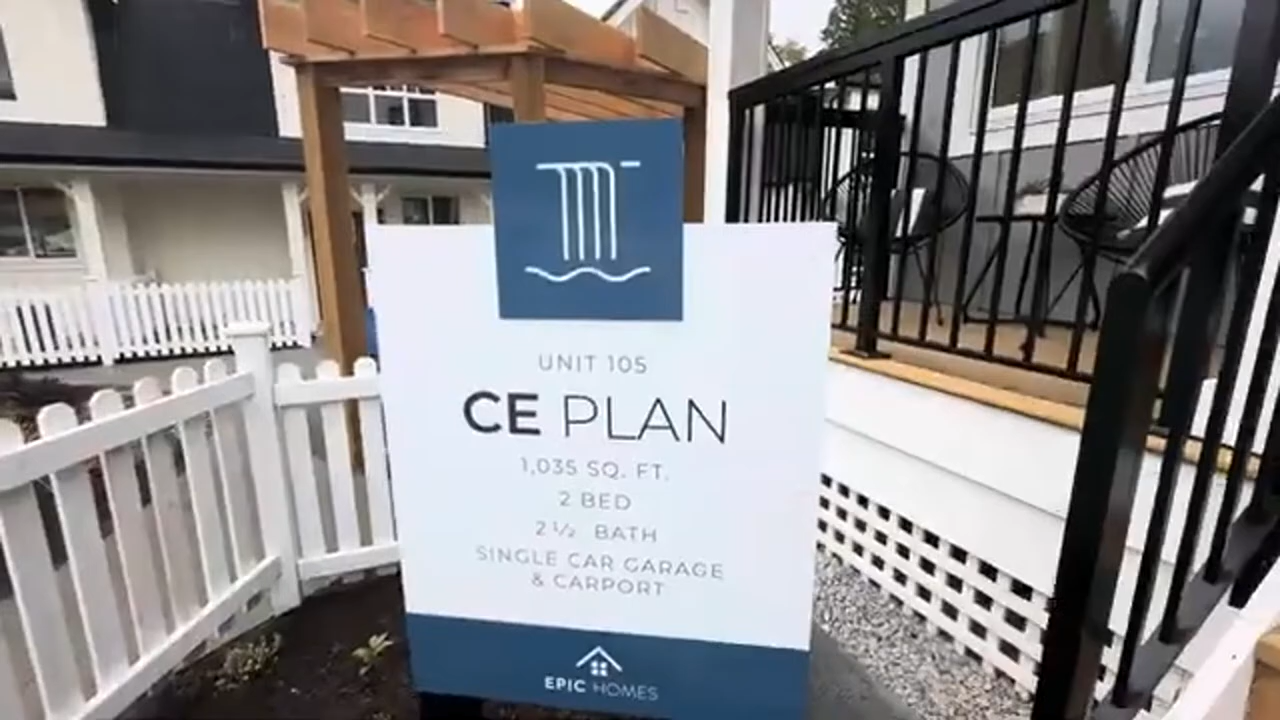 UNIT 105
CE PLAN
1,035 SQ. FT.
2 BED
2 ½ BATH
SINGLE CAR GARAGE
& CARPORT
EPIC HOMES